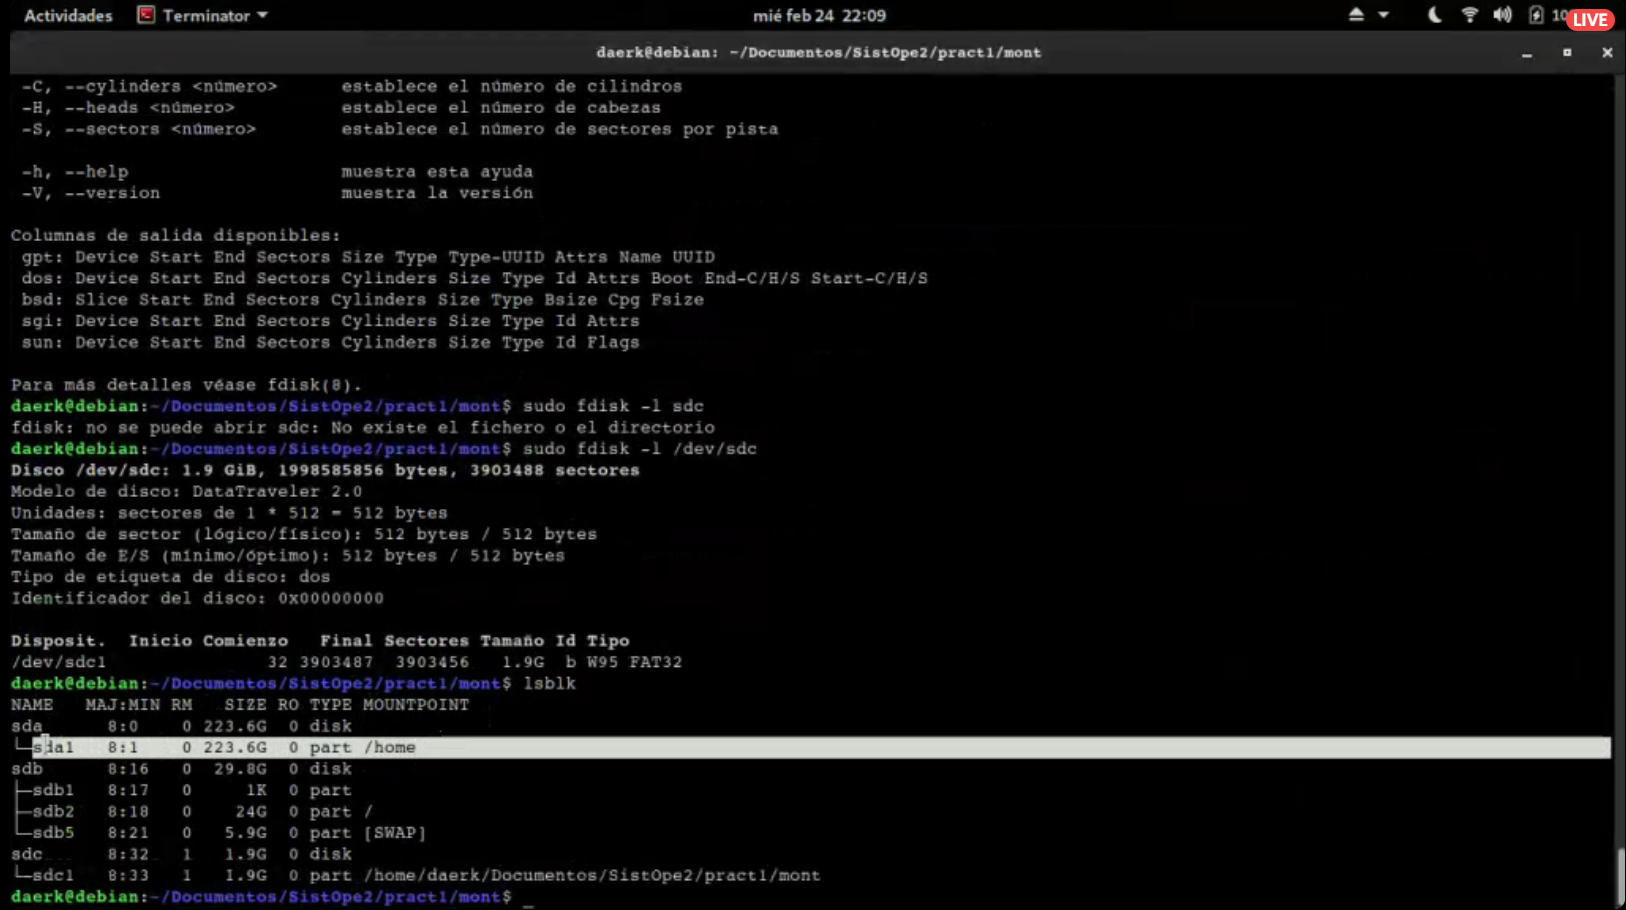 Actividades Terminator mié feb 24 22:09 LIVE
daerk@debian: ~/Documentos/SistOpe2/pract1/mont
-C, --cylinders <número> establece el número de cilindros
-H, --heads <número> establece el número de cabezas
-S, --sectors <número> establece el número de sectores por pista
-h, --help muestra esta ayuda
-V, --version muestra la versión
Columnas de salida disponibles:
gpt: Device Start End Sectors Size Type Type-UUID Attrs Name UUID
dos: Device Start End Sectors Cylinders Size Type Id Attrs Boot End-C/H/S Start-C/H/S
bsd: Slice Start End Sectors Cylinders Size Type Bsize Cpg Fsize
sgi: Device Start End Sectors Cylinders Size Type Id Attrs
sun: Device Start End Sectors Cylinders Size Type Id Flags
Para más detalles véase fdisk(8).
daerk@debian:~/Documentos/SistOpe2/pract1/mont$ sudo fdisk -l sdc
fdisk: no se puede abrir sdc: No existe el fichero o el directorio
daerk@debian:~/Documentos/SistOpe2/pract1/mont$ sudo fdisk -l /dev/sdc
Disco /dev/sdc: 1.9 GiB, 1998585856 bytes, 3903488 sectores
Modelo de disco: DataTraveler 2.0
Unidades: sectores de 1 * 512 = 512 bytes
Tamaño de sector (lógico/físico): 512 bytes / 512 bytes
Tamaño de E/S (mínimo/óptimo): 512 bytes / 512 bytes
Tipo de etiqueta de disco: dos
Identificador del disco: 0x00000000
Disposit. Inicio Comienzo Final Sectores Tamaño Id Tipo
/dev/sdc1 32 3903487 3903456 1.9G b W95 FAT32
daerk@debian:~/Documentos/SistOpe2/pract1/mont$ lsblk
NAME MAJ:MIN RM SIZE RO TYPE MOUNTPOINT
sda 8:0 0 223.6G 0 disk
└─sda1 8:1 0 223.6G 0 part /home
sdb 8:16 0 29.8G 0 disk
├─sdb1 8:17 0 1K 0 part
├─sdb2 8:18 0 24G 0 part /
└─sdb5 8:21 0 5.9G 0 part [SWAP]
sdc 8:32 1 1.9G 0 disk
└─sdc1 8:33 1 1.9G 0 part /home/daerk/Documentos/SistOpe2/pract1/mont
daerk@debian:~/Documentos/SistOpe2/pract1/mont$ _